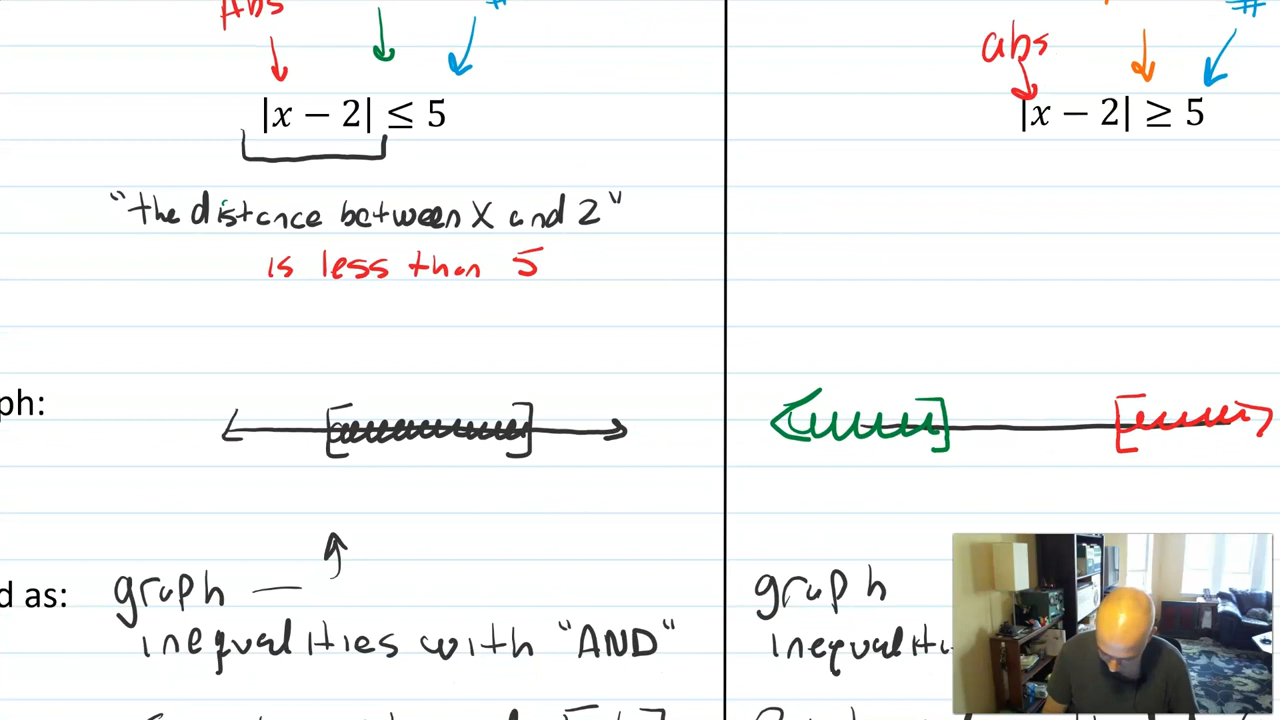 Abs
abs
|x − 2| ≤ 5
|x − 2| ≥ 5
"the distance between x and 2"
is less than 5
ph:
d as:
graph —
inequalities with "AND"
graph
inequaliti